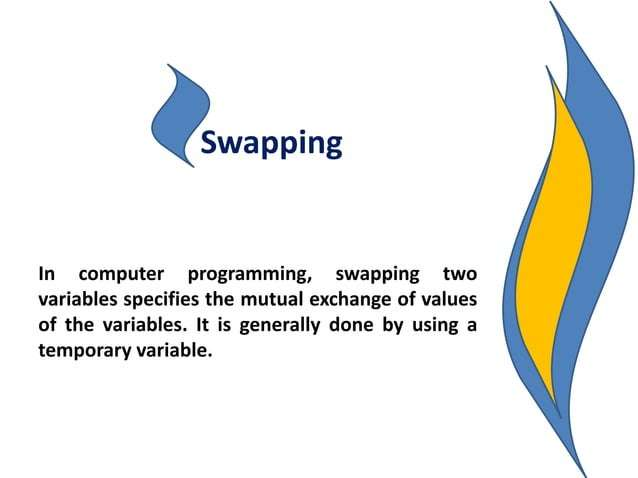 Swapping
In computer programming, swapping two
variables specifies the mutual exchange of values
of the variables. It is generally done by using a
temporary variable.